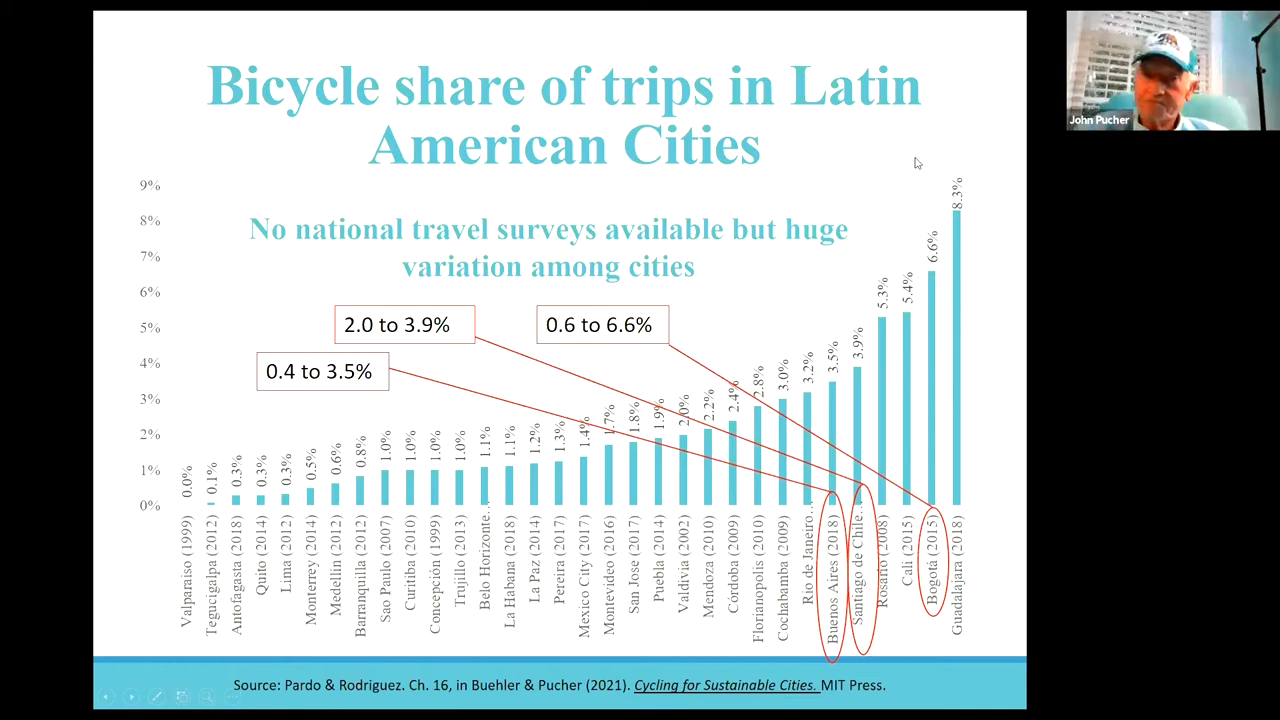 Bicycle share of trips in Latin
American Cities
No national travel surveys available but huge
variation among cities
9%
8%
7%
6%
5%
4%
3%
2%
1%
0%
2.0 to 3.9%
0.6 to 6.6%
0.4 to 3.5%
0.0%
0.1%
0.3%
0.3%
0.3%
0.5%
0.6%
0.8%
1.0%
1.0%
1.0%
1.0%
1.1%
1.1%
1.2%
1.3%
1.4%
1.7%
1.8%
1.9%
2.0%
2.2%
2.4%
2.8%
3.0%
3.2%
3.5%
3.9%
5.3%
5.4%
6.6%
8.3%
Valparaiso (1999)
Tegucigalpa (2012)
Antofagasta (2018)
Quito (2014)
Lima (2012)
Monterrey (2014)
Medellin (2012)
Barranquilla (2012)
Sao Paulo (2007)
Curitiba (2010)
Concepción (1999)
Trujillo (2013)
Belo Horizonte…
La Habana (2018)
La Paz (2014)
Pereira (2017)
Mexico City (2017)
Montevideo (2016)
San Jose (2017)
Puebla (2014)
Valdivia (2002)
Mendoza (2010)
Córdoba (2009)
Florianopolis (2010)
Cochabamba (2009)
Rio de Janeiro…
Buenos Aires (2018)
Santiago de Chile…
Rosario (2008)
Cali (2015)
Bogotá (2015)
Guadalajara (2018)
Source: Pardo & Rodriguez. Ch. 16, in Buehler & Pucher (2021). Cycling for Sustainable Cities. MIT Press.
John Pucher